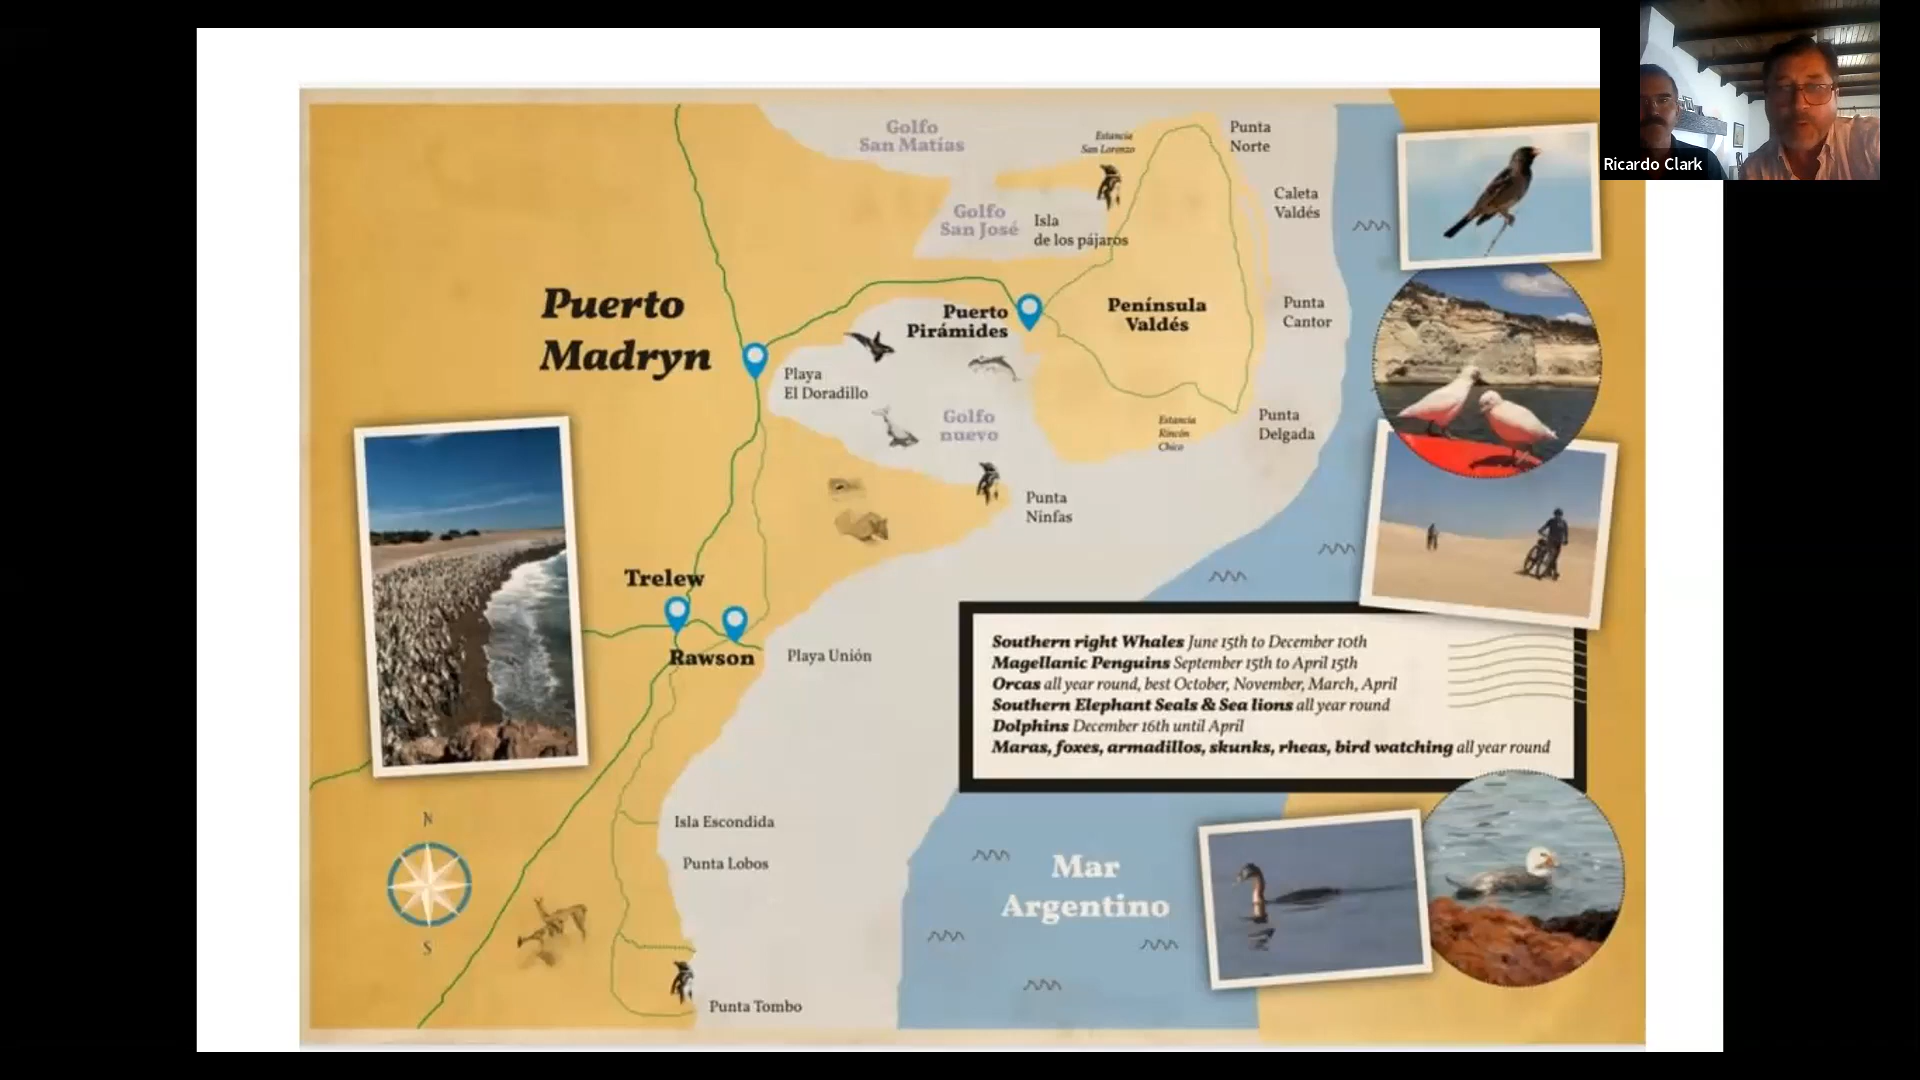 Golfo
San Matías
Estancia
San Lorenzo
Punta
Norte
Ricardo Clark
Caleta
Valdés
Golfo
San José
Isla
de los pájaros
Puerto
Madryn
Puerto
Pirámides
Península
Valdés
Punta
Cantor
Playa
El Doradillo
Golfo
nuevo
Estancia
Rincón
Chico
Punta
Delgada
Punta
Ninfas
Trelew
Rawson
Playa Unión
Southern right Whales June 15th to December 10th
Magellanic Penguins September 15th to April 15th
Orcas all year round, best October, November, March, April
Southern Elephant Seals & Sea lions all year round
Dolphins December 16th until April
Maras, foxes, armadillos, skunks, rheas, bird watching all year round
Isla Escondida
Punta Lobos
N
S
Mar
Argentino
Punta Tombo